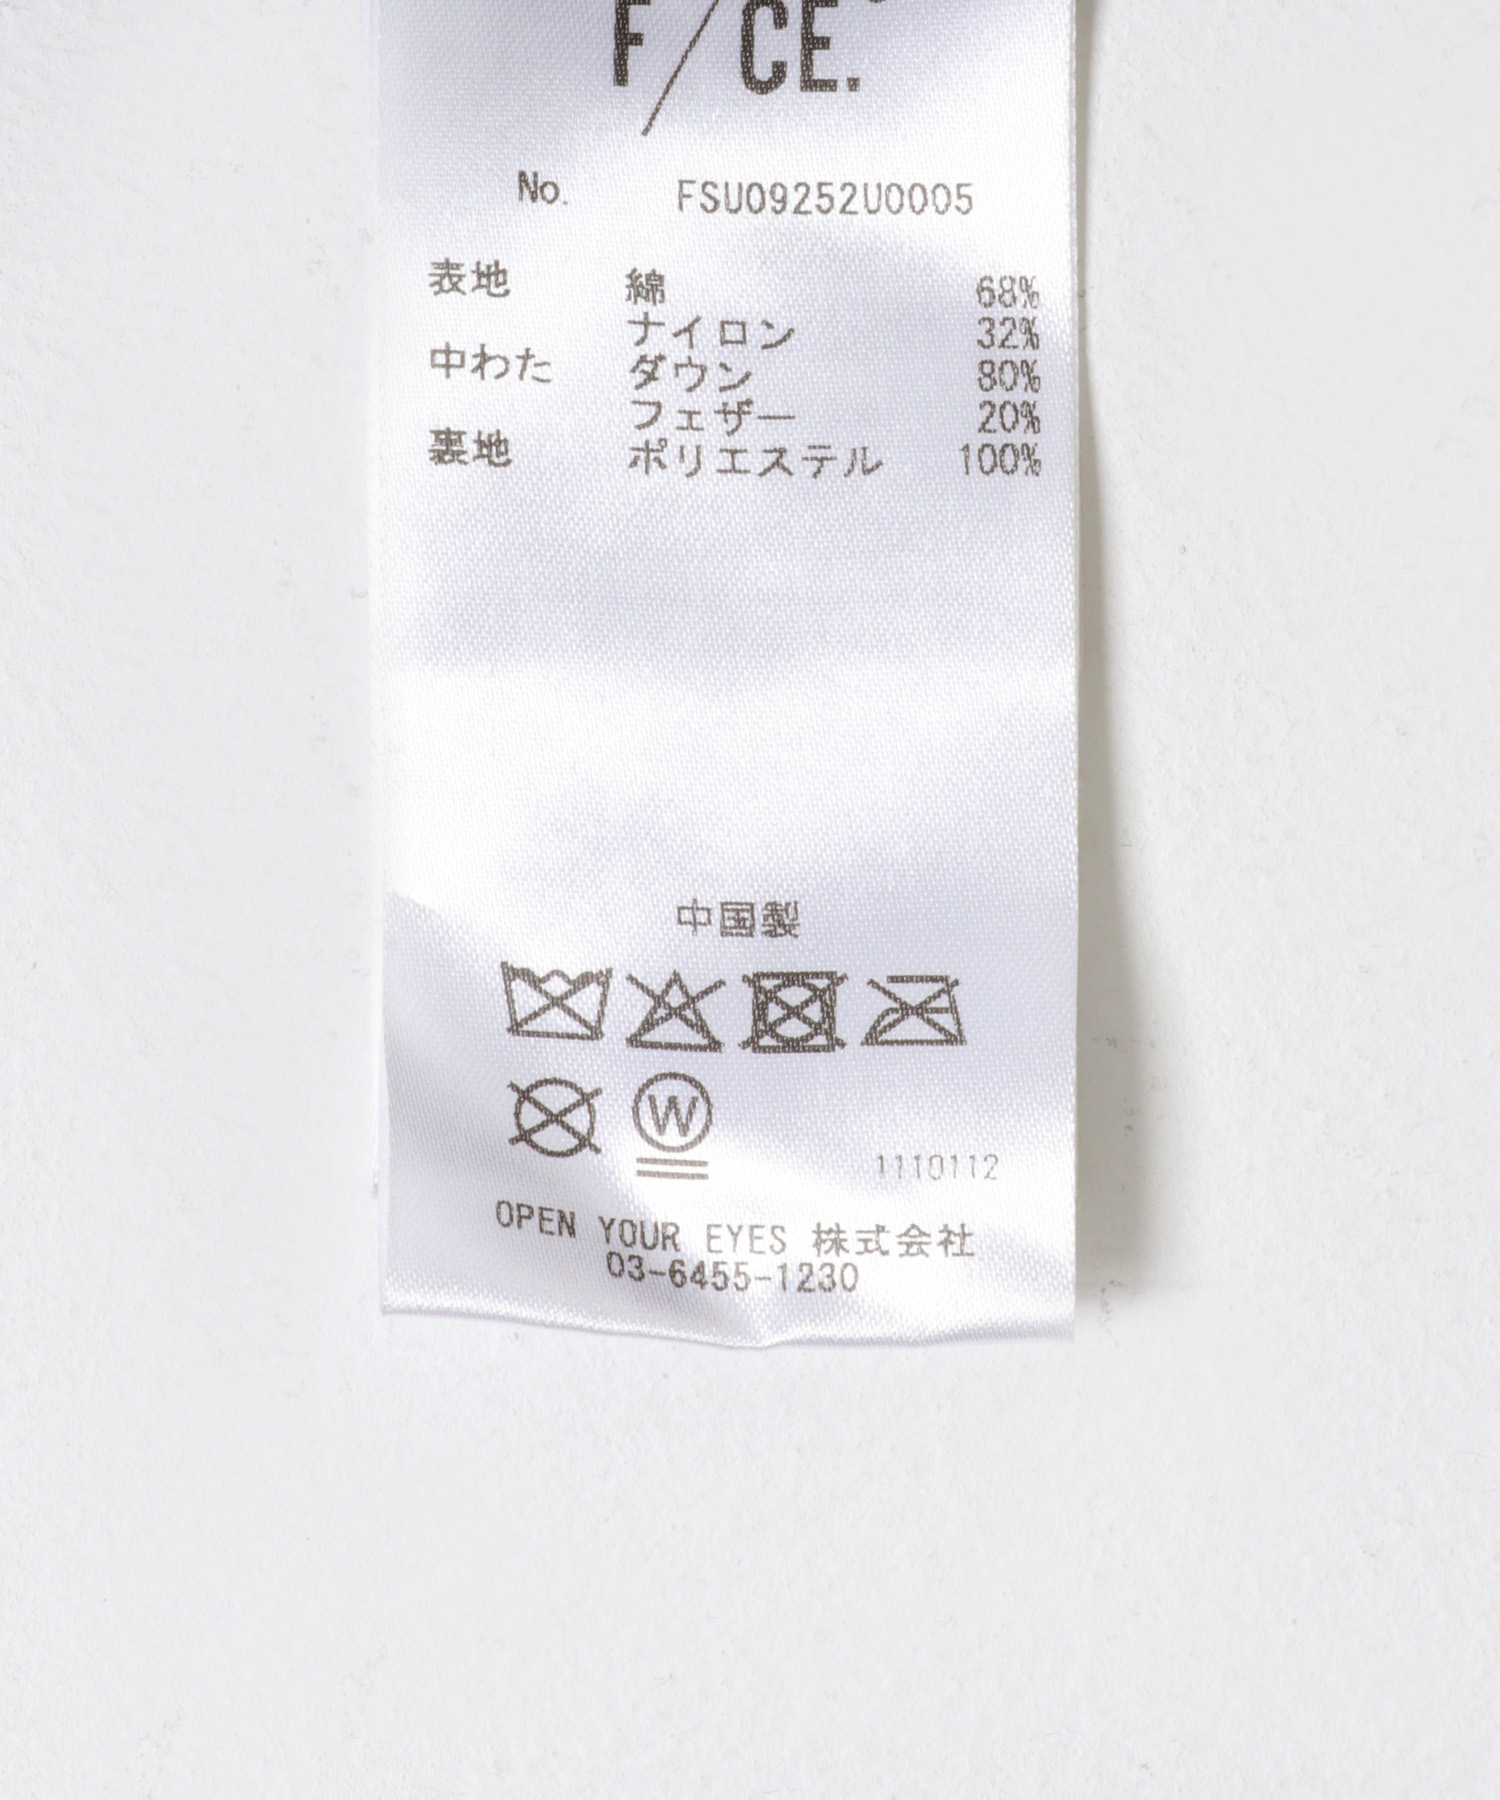 F/CE.®
No. FSU09252U0005
表地 綿 68%
ナイロン 32%
中わた ダウン 80%
フェザー 20%
裏地 ポリエステル 100%
中国製
W
1110112
OPEN YOUR EYES 株式会社
03-6455-1230